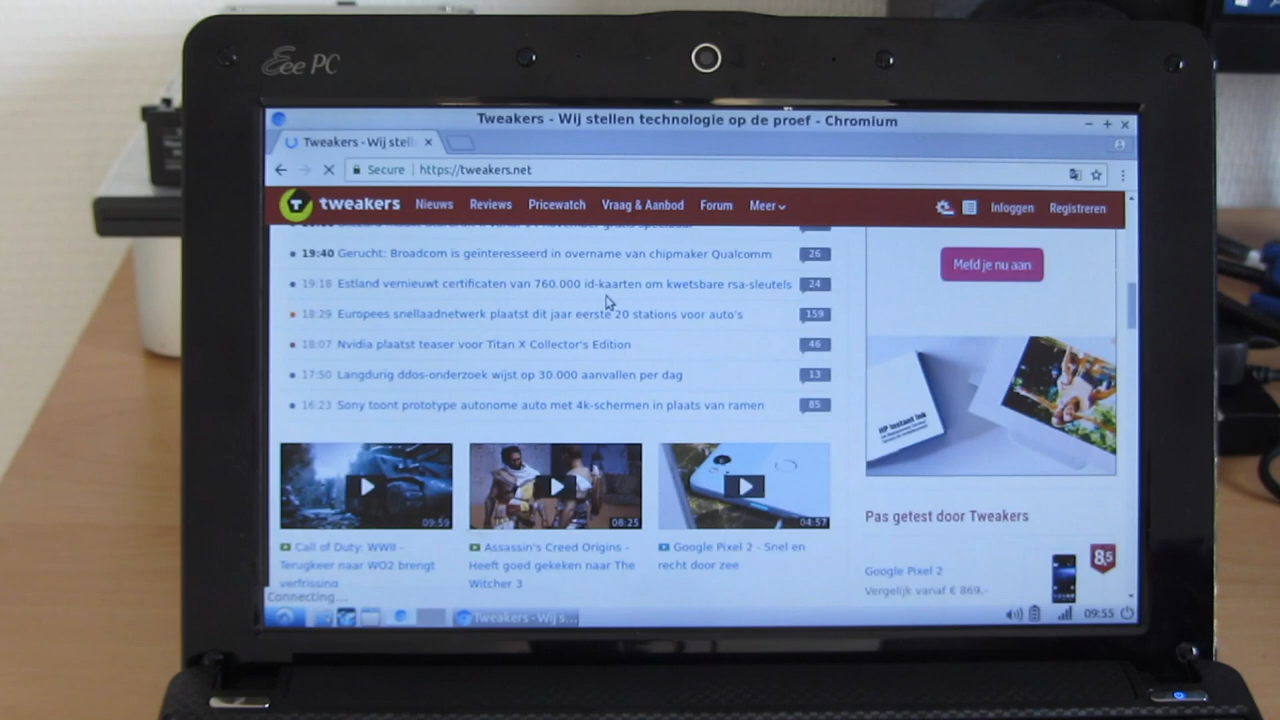 Eee PC
Tweakers - Wij stellen technologie op de proef - Chromium
Tweakers - Wij stell
Secure
https://tweakers.net
tweakers
Nieuws
Reviews
Pricewatch
Vraag & Aanbod
Forum
Meer
Inloggen
Registreren
19:40 Gerucht: Broadcom is geïnteresseerd in overname van chipmaker Qualcomm 26
19:18 Estland vernieuwt certificaten van 760.000 id-kaarten om kwetsbare rsa-sleutels 24
18:29 Europees snellaadnetwerk plaatst dit jaar eerste 20 stations voor auto's 159
18:07 Nvidia plaatst teaser voor Titan X Collector's Edition 46
17:50 Langdurig ddos-onderzoek wijst op 30.000 aanvallen per dag 13
16:23 Sony toont prototype autonome auto met 4k-schermen in plaats van ramen 85
Meld je nu aan
HP Instant Ink
09:59
08:25
04:57
Call of Duty: WWII -
Terugkeer naar WO2 brengt
verfrissing
Assassin's Creed Origins -
Heeft goed gekeken naar The
Witcher 3
Google Pixel 2 - Snel en
recht door zee
Pas getest door Tweakers
Google Pixel 2
Vergelijk vanaf € 869,-
8,5
Connecting...
Tweakers - Wij s...
09:55